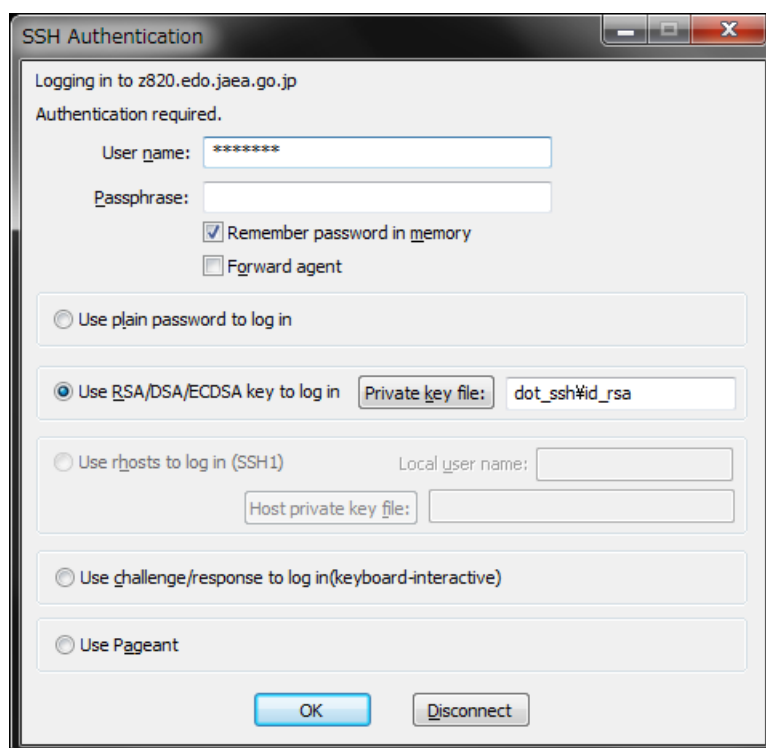 SSH Authentication
Logging in to z820.edo.jaea.go.jp
Authentication required.
User name: *******
Passphrase:
Remember password in memory
Forward agent
Use plain password to log in
Use RSA/DSA/ECDSA key to log in Private key file: dot_ssh¥id_rsa
Use rhosts to log in (SSH1) Local user name:
Host private key file:
Use challenge/response to log in(keyboard-interactive)
Use Pageant
OK Disconnect